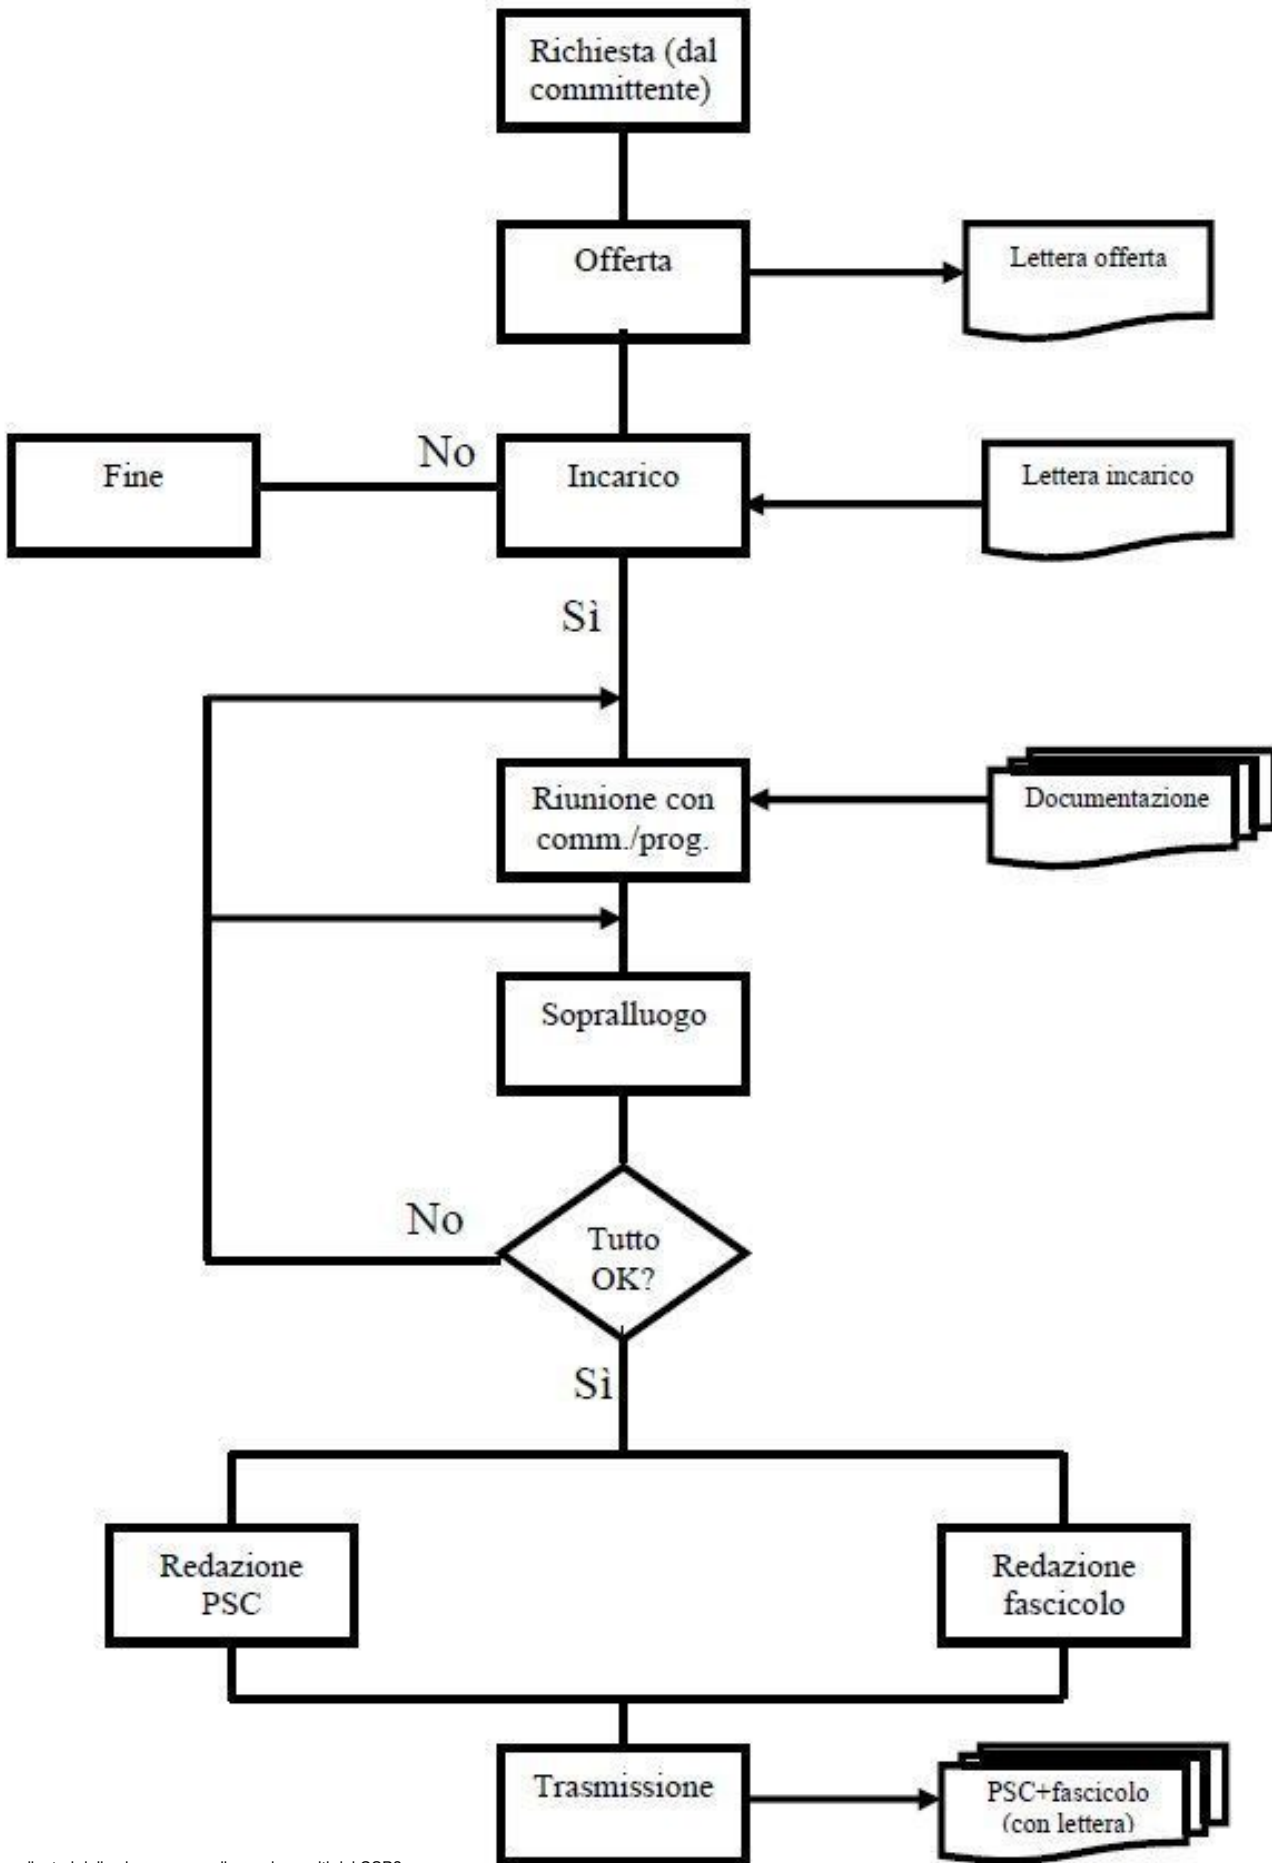 Richiesta (dal
committente)
Offerta
Lettera offerta
No
Fine
Incarico
Lettera incarico
Sì
Riunione con
comm./prog.
Documentazione
Sopralluogo
No
Tutto
OK?
Sì
Redazione
PSC
Redazione
fascicolo
Trasmissione
PSC+fascicolo
(con lettera)